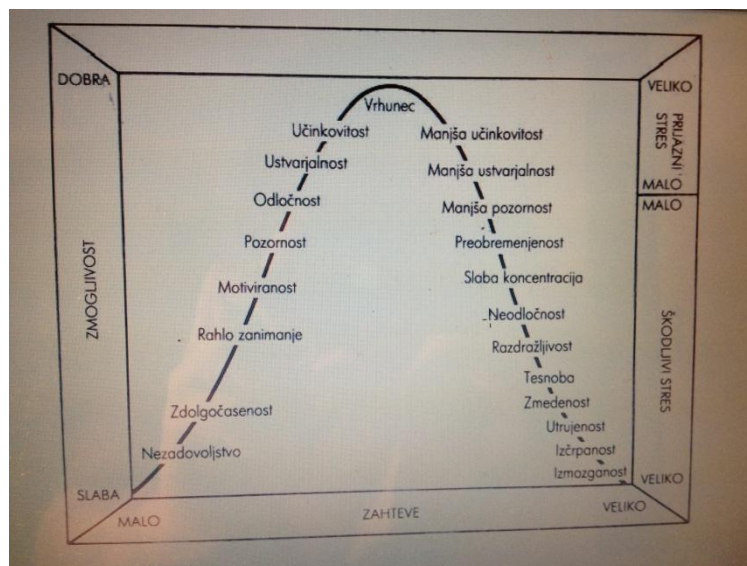 DOBRA
VELIKO
Vrhunec
Učinkovitost
Manjša učinkovitost
PRIJAZNI
STRES
Ustvarjalnost
Manjša ustvarjalnost
MALO
Odločnost
Manjša pozornost
MALO
Pozornost
Preobremenjenost
ZMOGLJIVOST
Motiviranost
Slaba koncentracija
Neodločnost
Rahlo zanimanje
Razdražljivost
ŠKODLJIVI STRES
Tesnoba
Zdolgočasenost
Zmedenost
Utrujenost
Nezadovoljstvo
Izčrpanost
Izmozganost
SLABA
VELIKO
MALO
ZAHTEVE
VELIKO